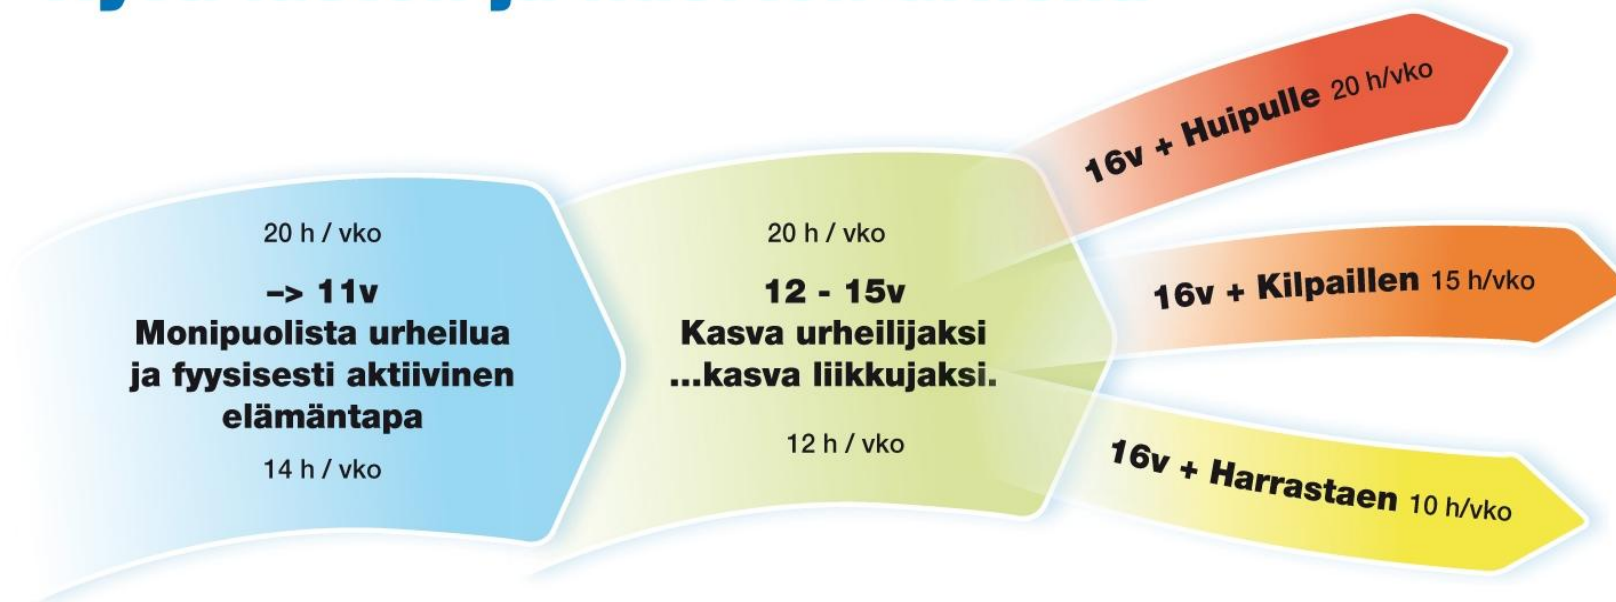 20 h / vko
–> 11v
Monipuolista urheilua
ja fyysisesti aktiivinen
elämäntapa
14 h / vko
20 h / vko
12 - 15v
Kasva urheilijaksi
...kasva liikkujaksi.
12 h / vko
16v + Huipulle 20 h/vko
16v + Kilpaillen 15 h/vko
16v + Harrastaen 10 h/vko